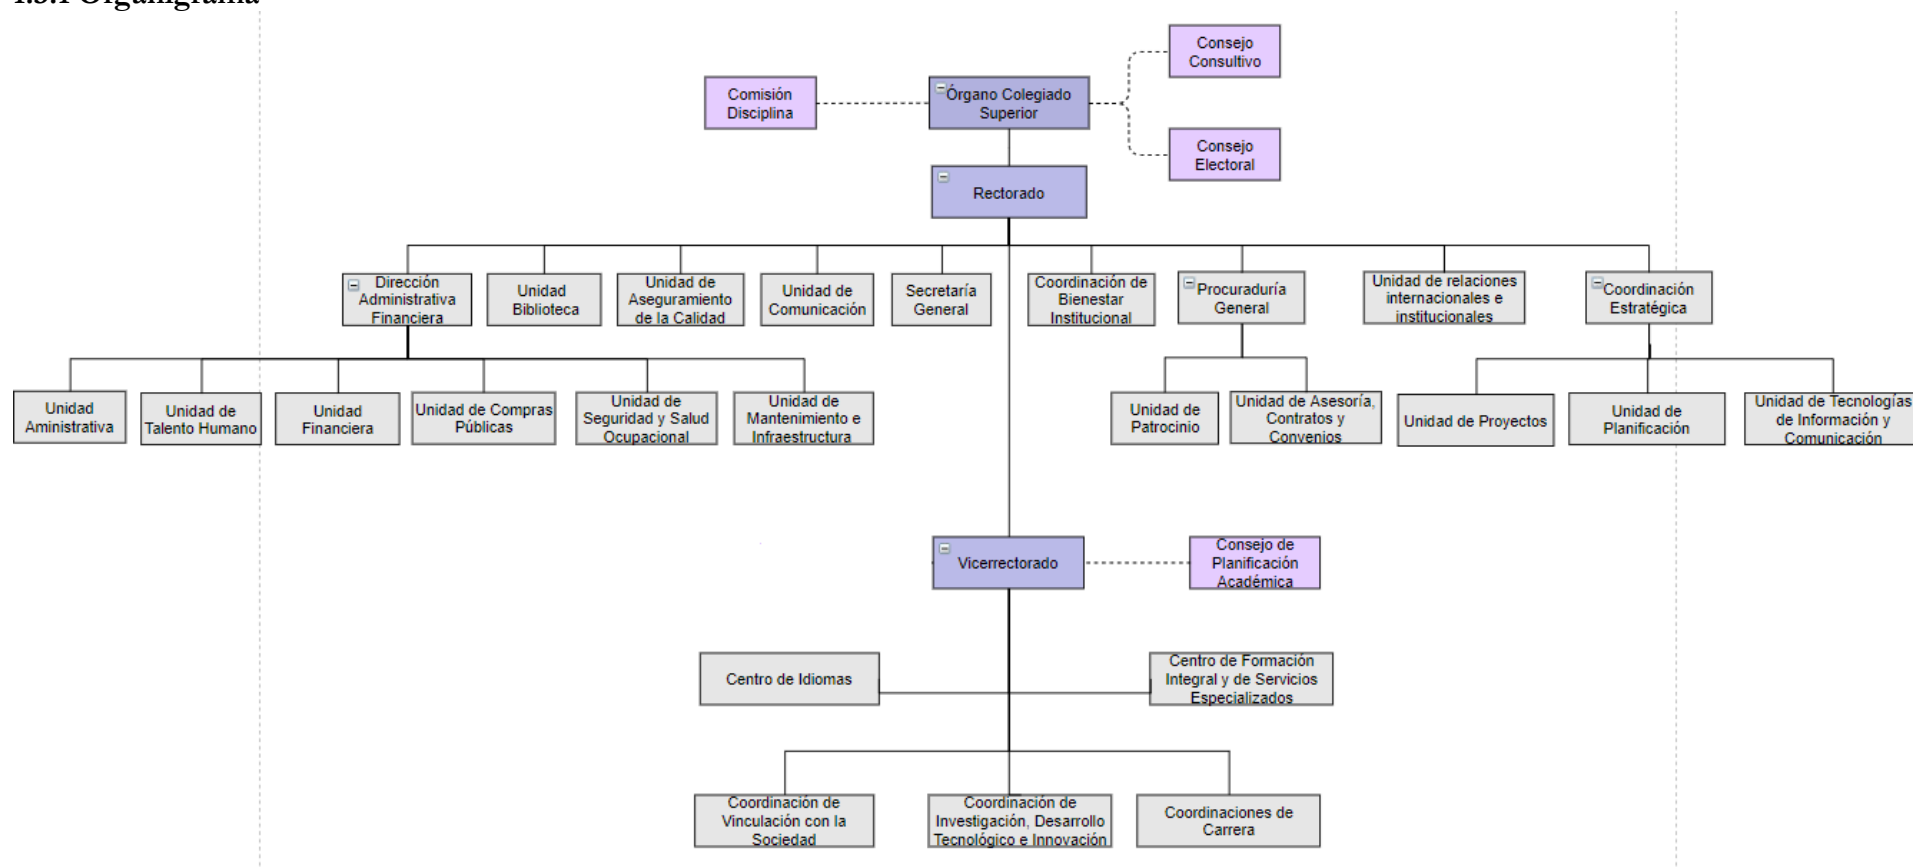 1.3.1 Organigrama
Consejo
Consultivo
Comisión
Disciplina
Órgano Colegiado
Superior
Consejo
Electoral
Rectorado
Dirección
Administrativa
Financiera
Unidad
Biblioteca
Unidad de
Aseguramiento
de la Calidad
Unidad de
Comunicación
Secretaría
General
Coordinación de
Bienestar
Institucional
Procuraduría
General
Unidad de relaciones
internacionales e
institucionales
Coordinación
Estratégica
Unidad
Aministrativa
Unidad de
Talento Humano
Unidad
Financiera
Unidad de Compras
Públicas
Unidad de
Seguridad y Salud
Ocupacional
Unidad de
Mantenimiento e
Infraestructura
Unidad de
Patrocinio
Unidad de Asesoría,
Contratos y
Convenios
Unidad de Proyectos
Unidad de
Planificación
Unidad de Tecnologías
de Información y
Comunicación
Vicerrectorado
Consejo de
Planificación
Académica
Centro de Idiomas
Centro de Formación
Integral y de Servicios
Especializados
Coordinación de
Vinculación con la
Sociedad
Coordinación de
Investigación, Desarrollo
Tecnológico e Innovación
Coordinaciones de
Carrera